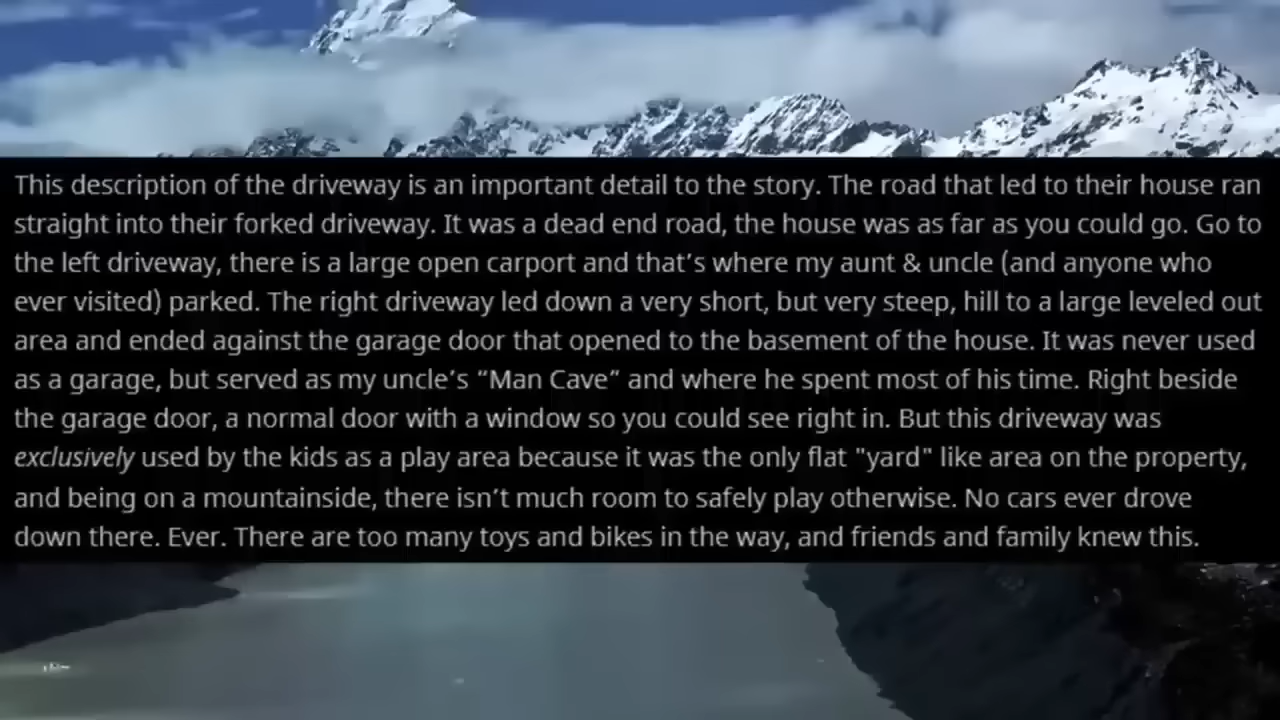 This description of the driveway is an important detail to the story. The road that led to their house ran
straight into their forked driveway. It was a dead end road, the house was as far as you could go. Go to
the left driveway, there is a large open carport and that’s where my aunt & uncle (and anyone who
ever visited) parked. The right driveway led down a very short, but very steep, hill to a large leveled out
area and ended against the garage door that opened to the basement of the house. It was never used
as a garage, but served as my uncle’s “Man Cave” and where he spent most of his time. Right beside
the garage door, a normal door with a window so you could see right in. But this driveway was
exclusively used by the kids as a play area because it was the only flat "yard" like area on the property,
and being on a mountainside, there isn’t much room to safely play otherwise. No cars ever drove
down there. Ever. There are too many toys and bikes in the way, and friends and family knew this.